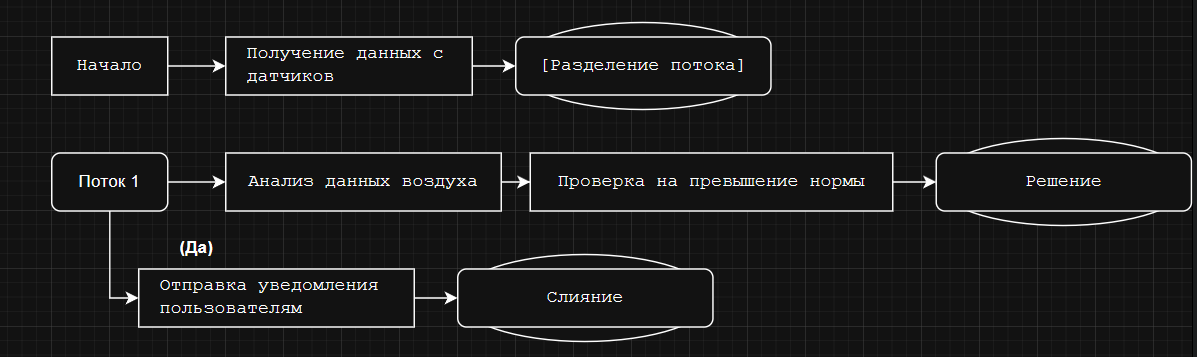 Начало
Получение данных с
датчиков
[Разделение потока]
Поток 1
Анализ данных воздуха
Проверка на превышение нормы
Решение
(Да)
Отправка уведомления
пользователям
Слияние